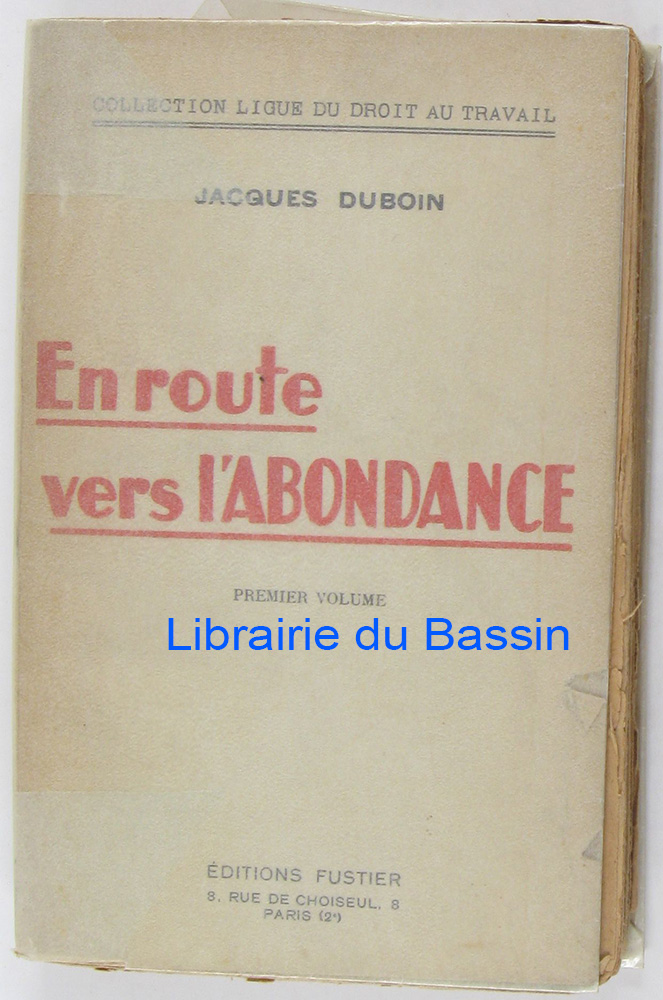 COLLECTION LIGUE DU DROIT AU TRAVAIL
JACQUES DUBOIN
En route
vers l'ABONDANCE
PREMIER VOLUME
Librairie du Bassin
ÉDITIONS FUSTIER
8, RUE DE CHOISEUL, 8
PARIS (2e)